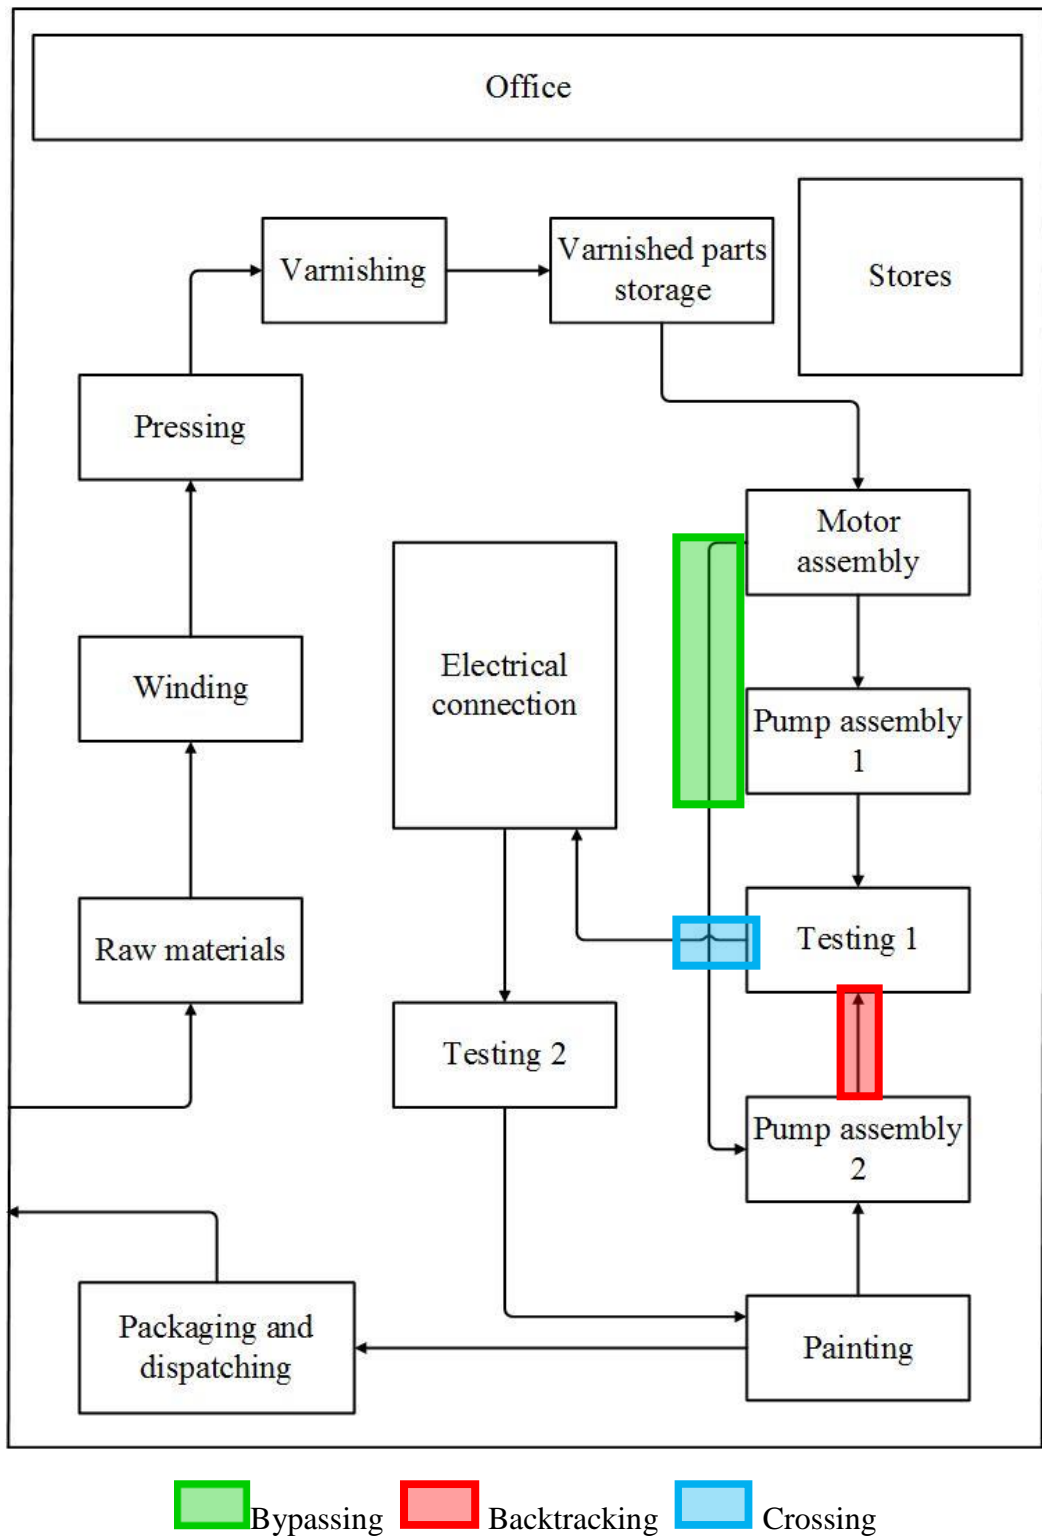 Office
Varnishing
Varnished parts
storage
Stores
Pressing
Motor
assembly
Electrical
connection
Winding
Pump assembly
1
Raw materials
Testing 1
Testing 2
Pump assembly
2
Packaging and
dispatching
Painting
Bypassing
Backtracking
Crossing